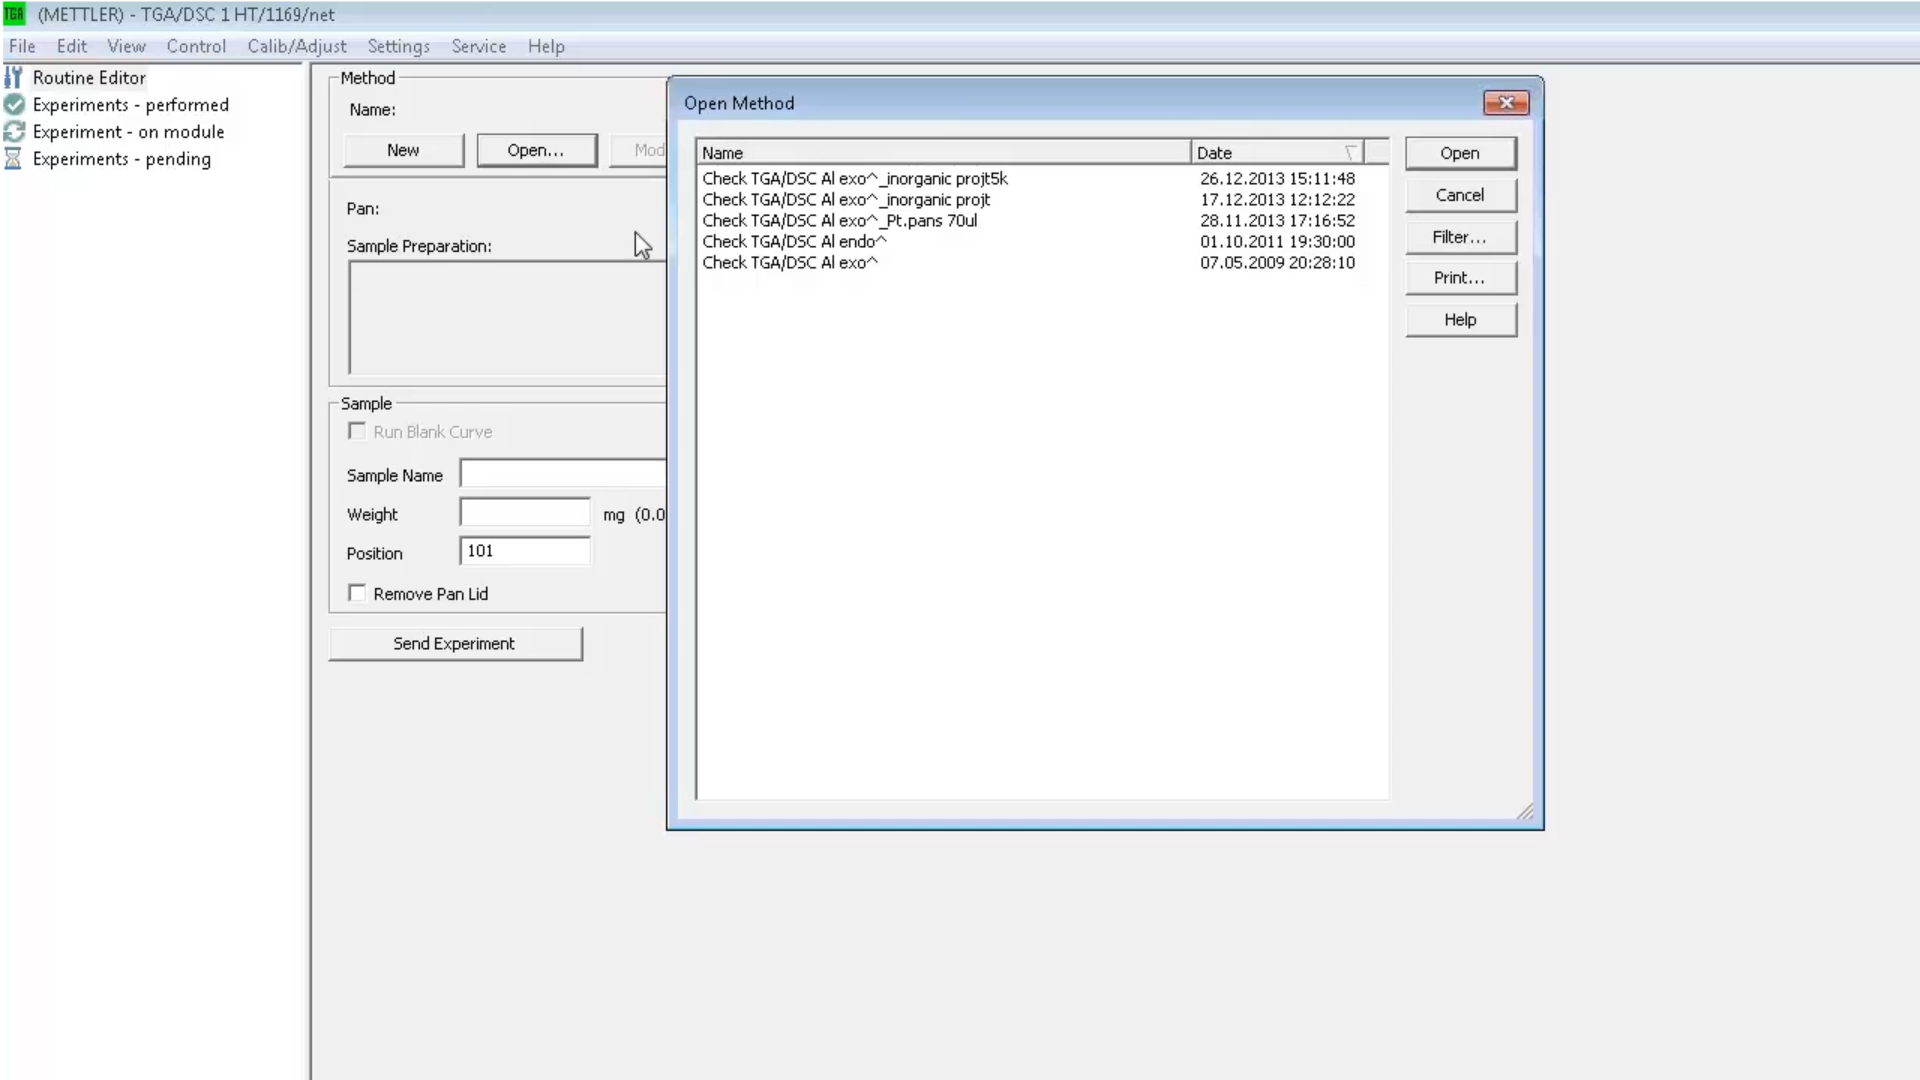 TGA (METTLER) - TGA/DSC 1 HT/1169/net
File Edit View Control Calib/Adjust Settings Service Help
Routine Editor
Experiments - performed
Experiment - on module
Experiments - pending
Method
Name:
New Open... Mod
Pan:
Sample Preparation:
Sample
Run Blank Curve
Sample Name
Weight mg (0.0
Position 101
Remove Pan Lid
Send Experiment
Open Method
Name Date
Check TGA/DSC Al exo^_inorganic projt5k 26.12.2013 15:11:48
Check TGA/DSC Al exo^_inorganic projt 17.12.2013 12:12:22
Check TGA/DSC Al exo^_Pt.pans 70ul 28.11.2013 17:16:52
Check TGA/DSC Al endo^ 01.10.2011 19:30:00
Check TGA/DSC Al exo^ 07.05.2009 20:28:10
Open
Cancel
Filter...
Print...
Help